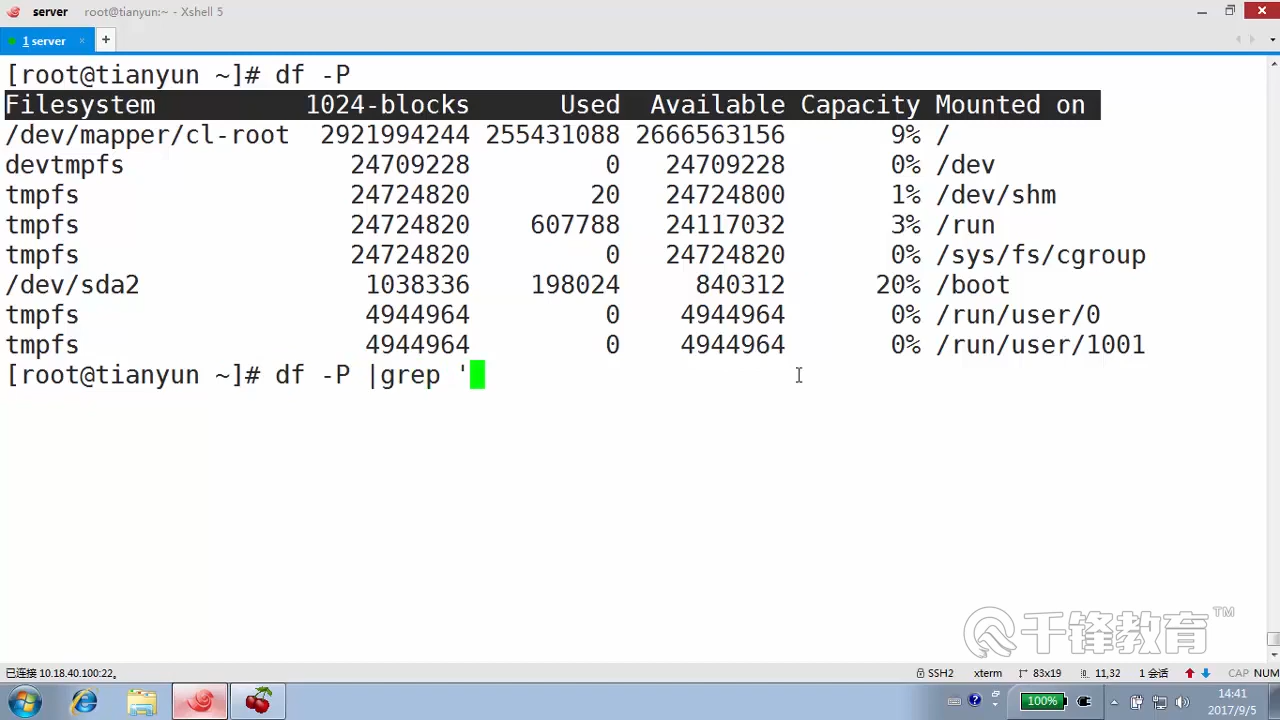 server root@tianyun:~ - Xshell 5
1 server × +
[root@tianyun ~]# df -P
Filesystem 1024-blocks Used Available Capacity Mounted on
/dev/mapper/cl-root 2921994244 255431088 2666563156 9% /
devtmpfs 24709228 0 24709228 0% /dev
tmpfs 24724820 20 24724800 1% /dev/shm
tmpfs 24724820 607788 24117032 3% /run
tmpfs 24724820 0 24724820 0% /sys/fs/cgroup
/dev/sda2 1038336 198024 840312 20% /boot
tmpfs 4944964 0 4944964 0% /run/user/0
tmpfs 4944964 0 4944964 0% /run/user/1001
[root@tianyun ~]# df -P |grep '
千锋教育™
已连接 10.18.40.100:22。 SSH2 xterm 83x19 11,32 1 会话 CAP NUM
100% 14:41
2017/9/5